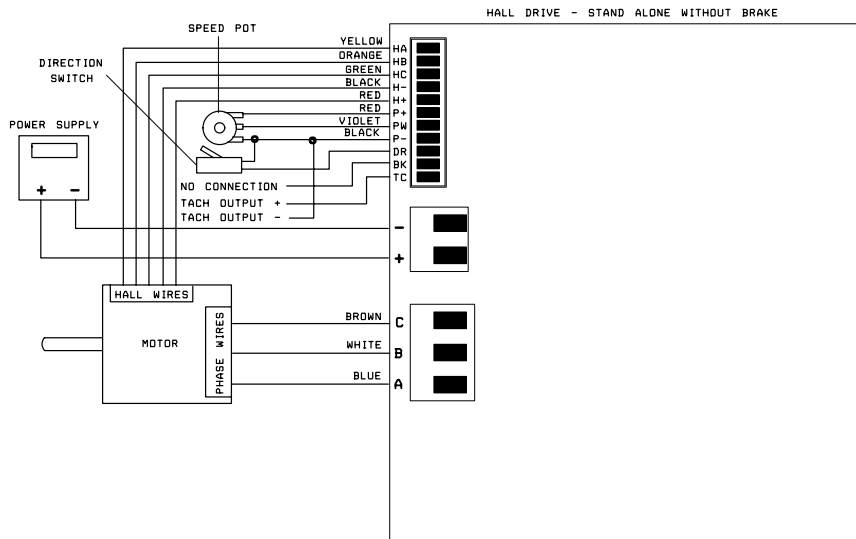 HALL DRIVE - STAND ALONE WITHOUT BRAKE
SPEED POT
DIRECTION
SWITCH
POWER SUPPLY
+ -
YELLOW HA
ORANGE HB
GREEN HC
BLACK H-
RED H+
RED P+
VIOLET PW
BLACK P-
DR
NO CONNECTION BK
TACH OUTPUT + TC
TACH OUTPUT -
-
+
HALL WIRES
MOTOR
PHASE WIRES
BROWN C
WHITE B
BLUE A